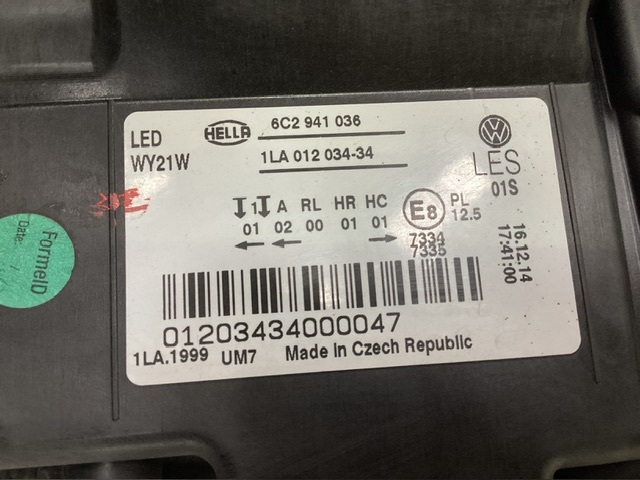 LED
WY21W
HELLA
6C2 941 036
1LA 012 034-34
LES
01S
A RL HR HC
01 02 00 01 01
E8
PL
12.5
7334
7335
16.12.14
17:41:00
01203434000047
1LA.1999 UM7 Made in Czech Republic
FormelD
Date: